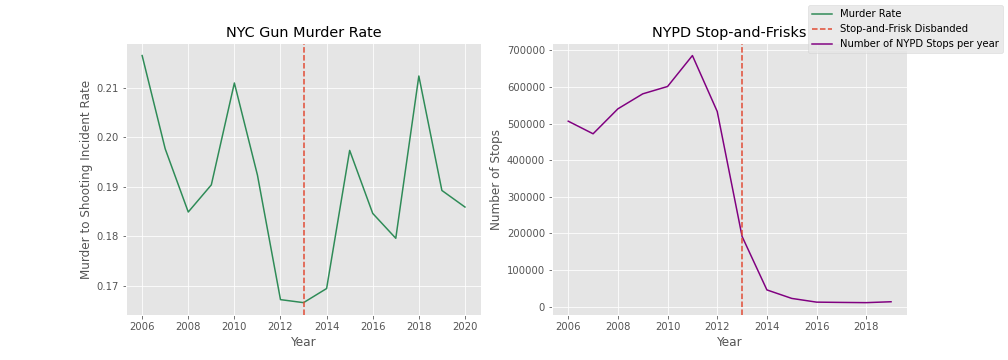 NYC Gun Murder Rate
Murder to Shooting Incident Rate
0.21
0.20
0.19
0.18
0.17
2006 2008 2010 2012 2014 2016 2018 2020
Year
NYPD Stop-and-Frisks
Murder Rate
Stop-and-Frisk Disbanded
Number of NYPD Stops per year
Number of Stops
700000
600000
500000
400000
300000
200000
100000
0
2006 2008 2010 2012 2014 2016 2018
Year